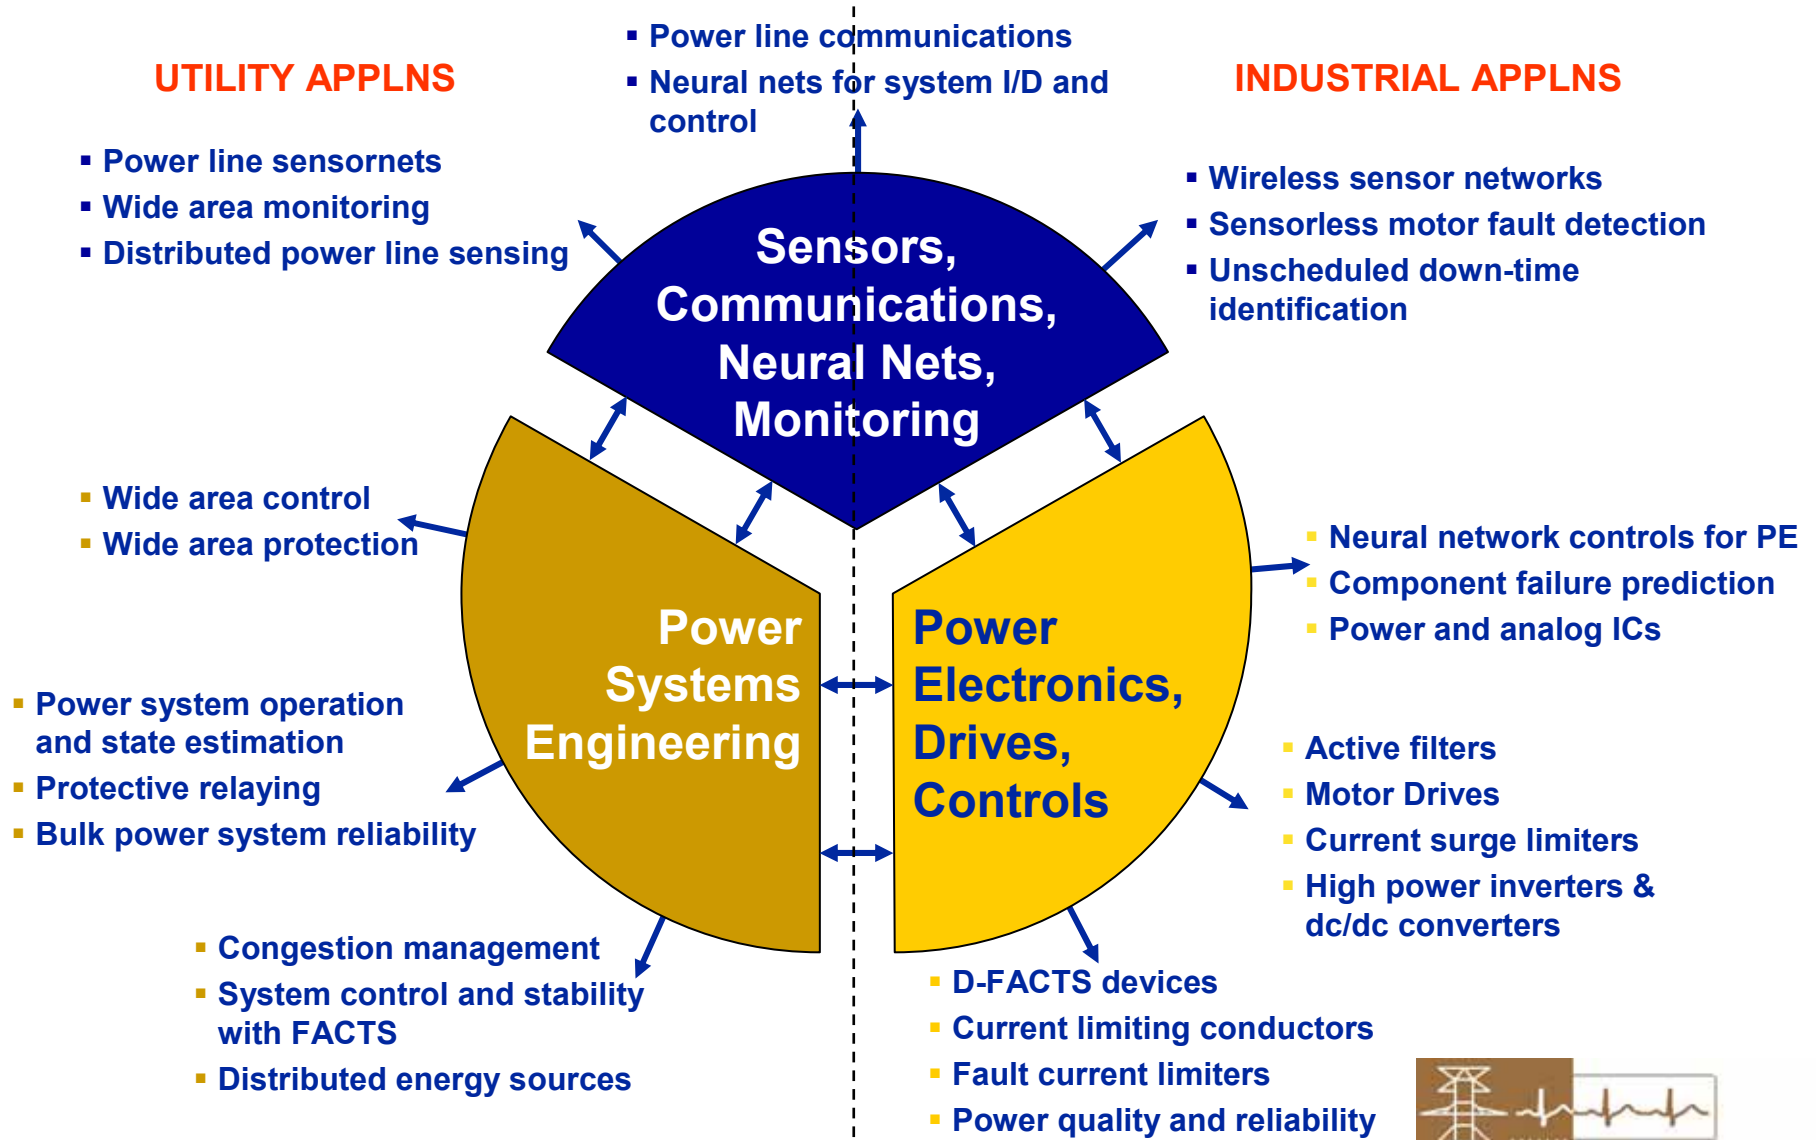 Power line communications
Neural nets for system I/D and
control
UTILITY APPLNS
INDUSTRIAL APPLNS
Power line sensornets
Wide area monitoring
Distributed power line sensing
Wireless sensor networks
Sensorless motor fault detection
Unscheduled down-time
identification
Sensors,
Communications,
Neural Nets,
Monitoring
Wide area control
Wide area protection
Neural network controls for PE
Component failure prediction
Power and analog ICs
Power
Systems
Engineering
Power
Electronics,
Drives,
Controls
Power system operation
and state estimation
Protective relaying
Bulk power system reliability
Active filters
Motor Drives
Current surge limiters
High power inverters &
dc/dc converters
Congestion management
System control and stability
with FACTS
Distributed energy sources
D-FACTS devices
Current limiting conductors
Fault current limiters
Power quality and reliability